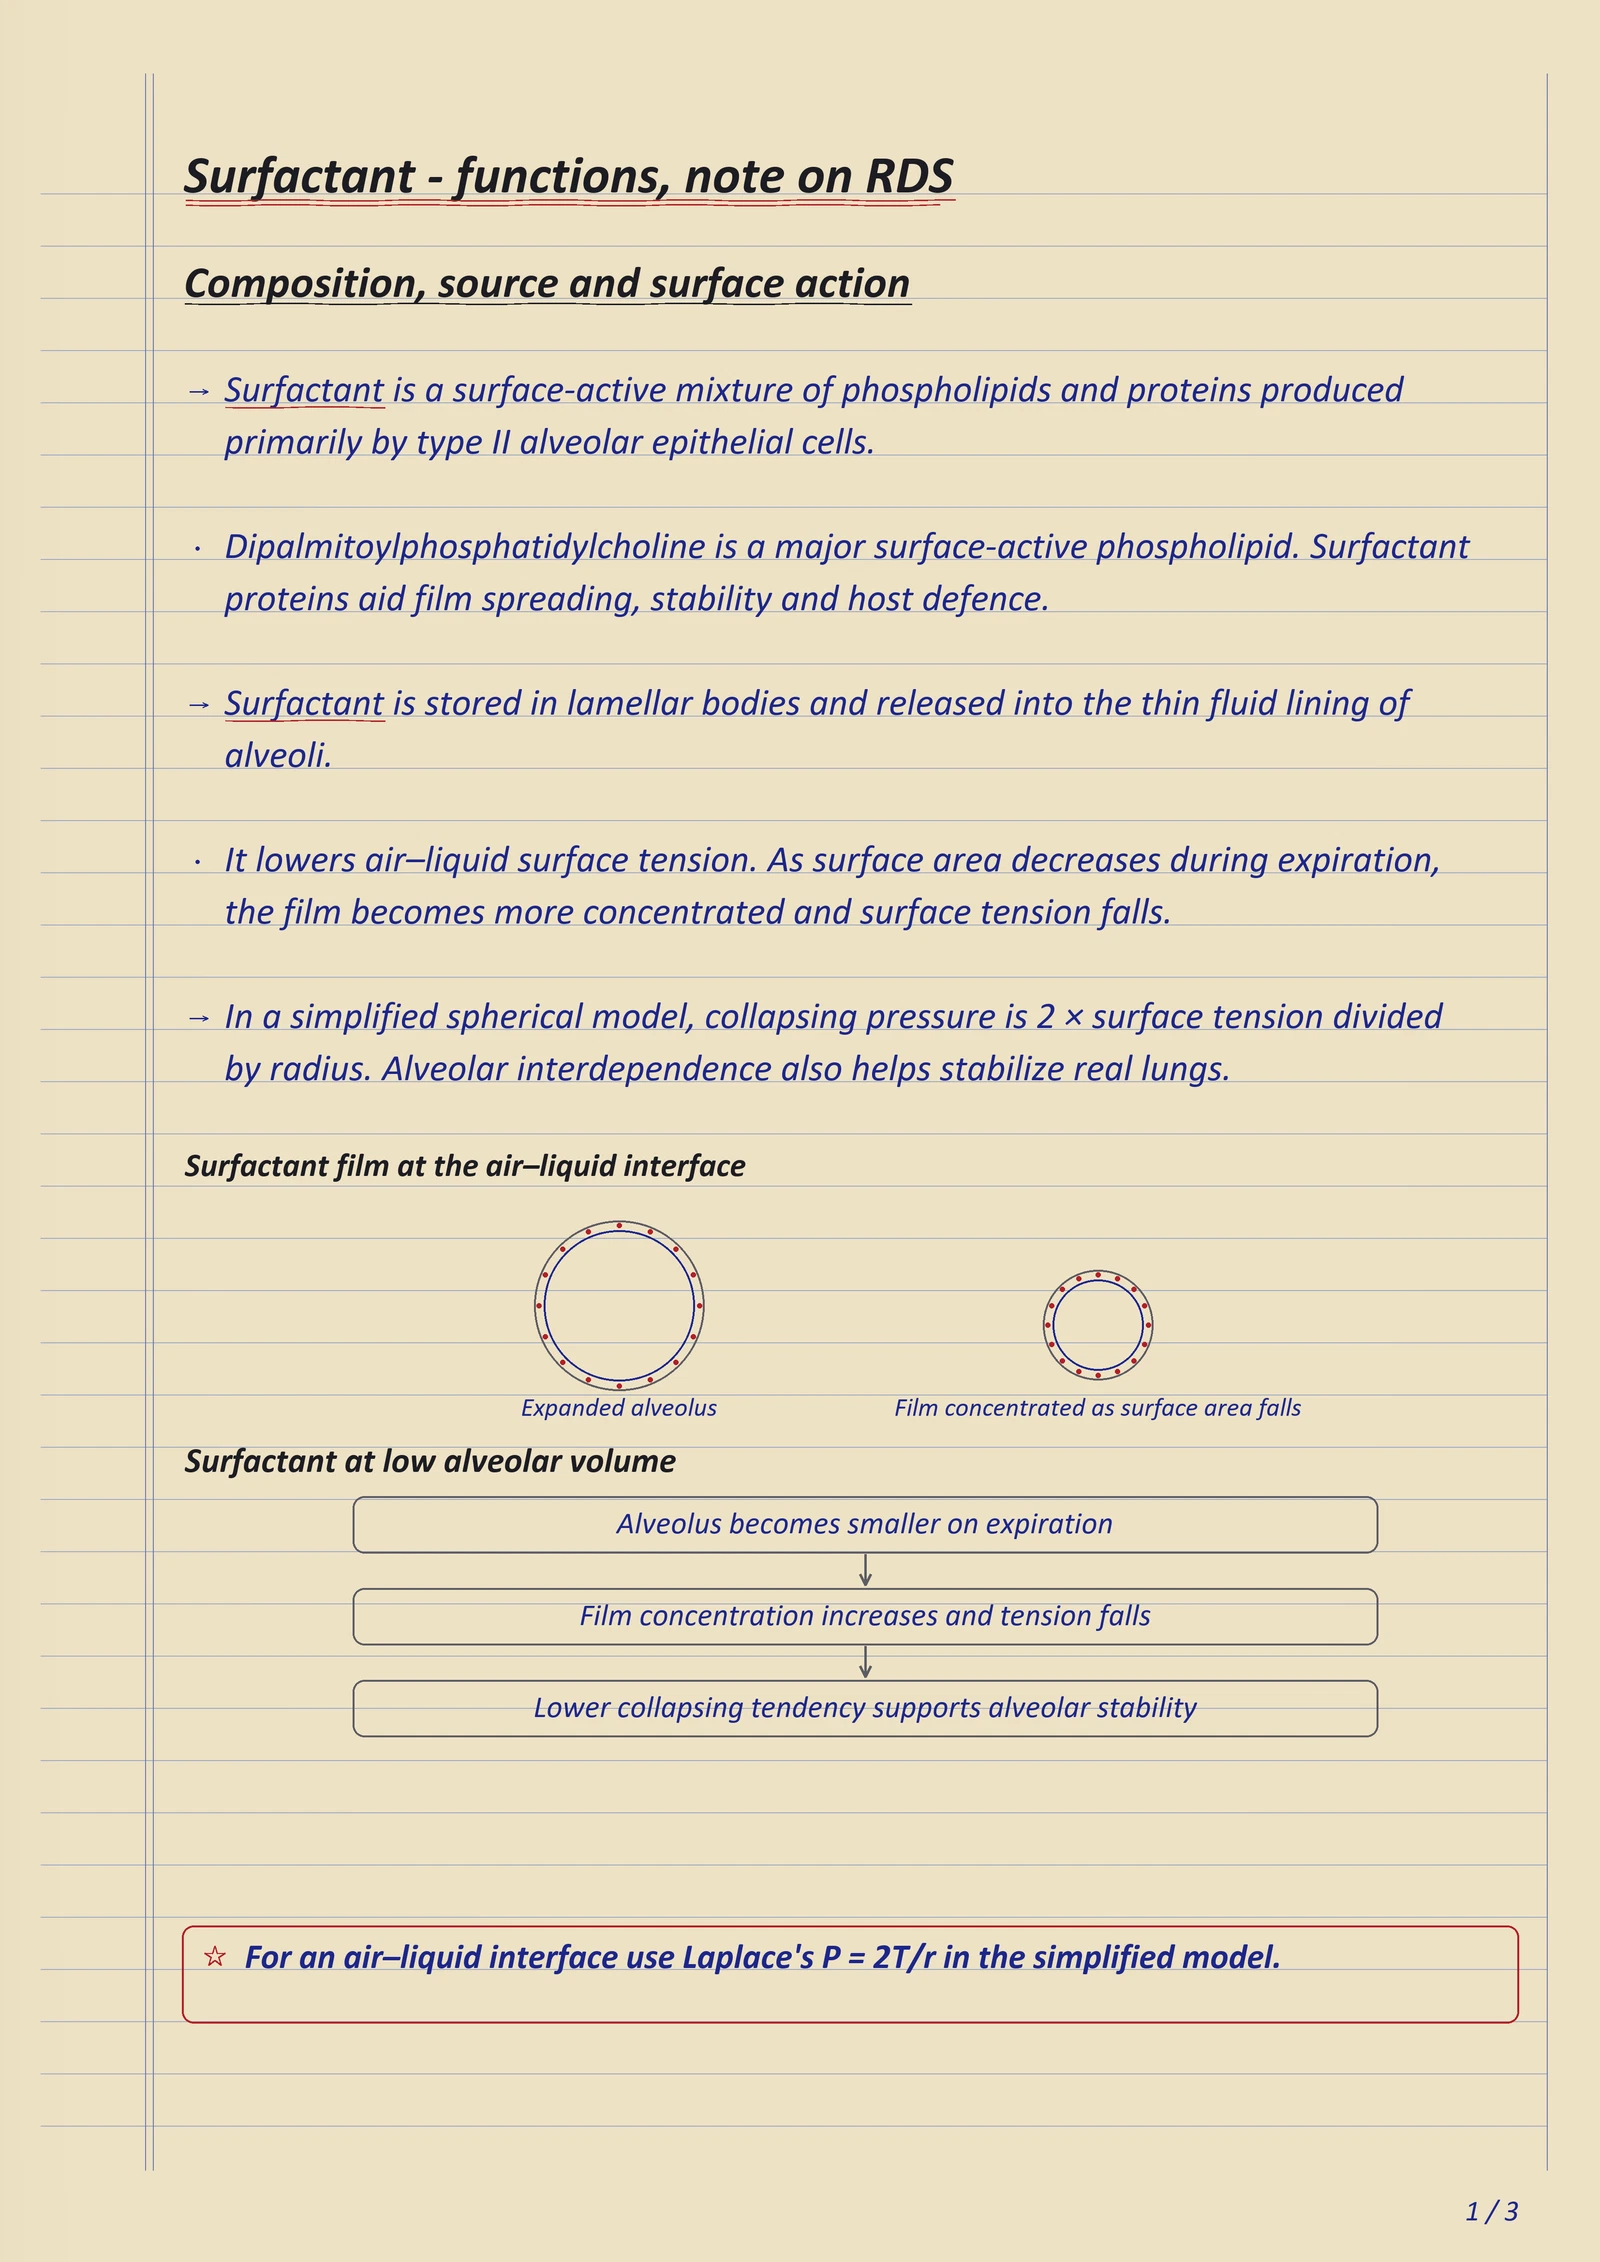 Surfactant - functions, note on RDS
Composition, source and surface action
→ Surfactant is a surface-active mixture of phospholipids and proteins produced
primarily by type II alveolar epithelial cells.
· Dipalmitoylphosphatidylcholine is a major surface-active phospholipid. Surfactant
proteins aid film spreading, stability and host defence.
→ Surfactant is stored in lamellar bodies and released into the thin fluid lining of
alveoli.
· It lowers air–liquid surface tension. As surface area decreases during expiration,
the film becomes more concentrated and surface tension falls.
→ In a simplified spherical model, collapsing pressure is 2 × surface tension divided
by radius. Alveolar interdependence also helps stabilize real lungs.
Surfactant film at the air–liquid interface
Expanded alveolus
Film concentrated as surface area falls
Surfactant at low alveolar volume
Alveolus becomes smaller on expiration
Film concentration increases and tension falls
Lower collapsing tendency supports alveolar stability
☆ For an air–liquid interface use Laplace's P = 2T/r in the simplified model.
1 / 3